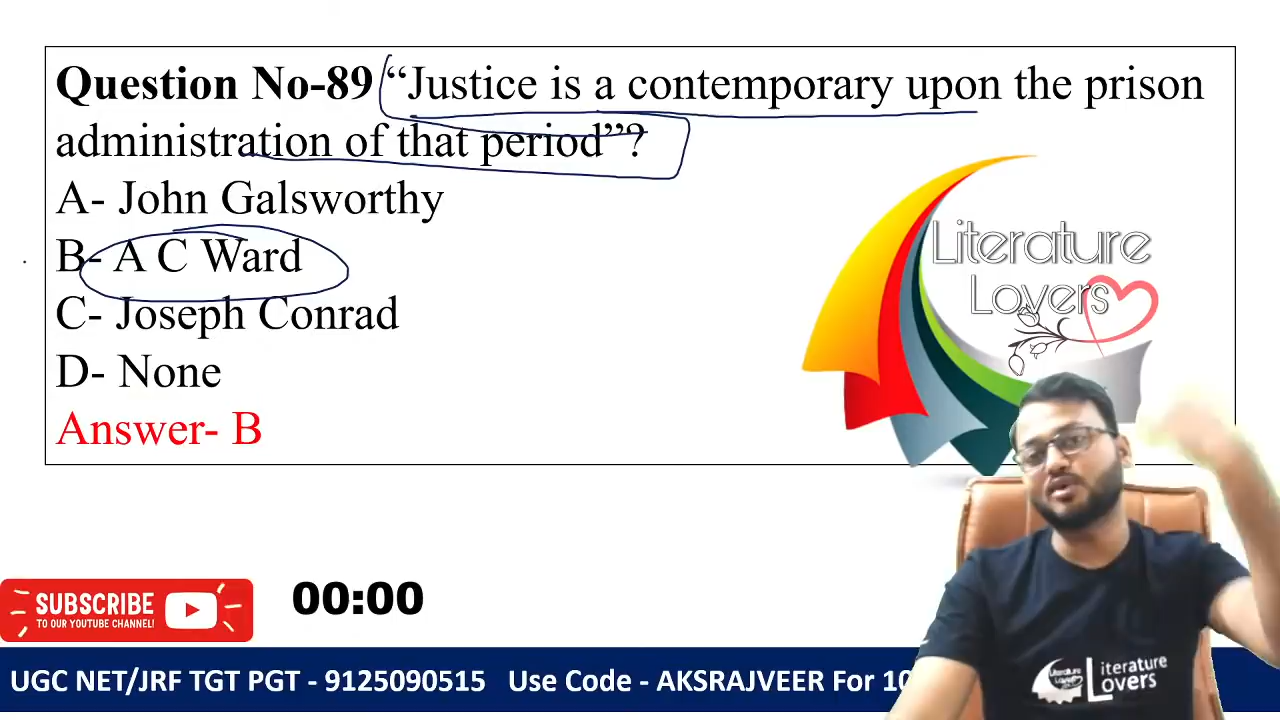 Question No-89 “Justice is a contemporary upon the prison
administration of that period”?
A- John Galsworthy
B- A C Ward
C- Joseph Conrad
D- None
Answer- B
Literature
Lovers
SUBSCRIBE
TO OUR YOUTUBE CHANNEL!
00:00
UGC NET/JRF TGT PGT - 9125090515 Use Code - AKSRAJVEER For 10
Literature
Lovers
Literature
Lovers